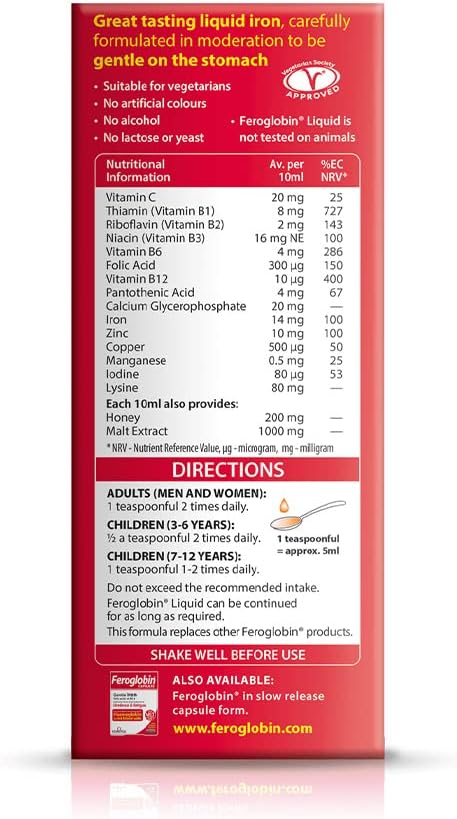 Great tasting liquid iron, carefully
formulated in moderation to be
gentle on the stomach
• Suitable for vegetarians
• No artificial colours
• No alcohol
• No lactose or yeast
Vegetarian Society
APPROVED
• Feroglobin® Liquid is
not tested on animals
Nutritional Information Av. per 10ml %EC NRV*
Vitamin C 20 mg 25
Thiamin (Vitamin B1) 8 mg 727
Riboflavin (Vitamin B2) 2 mg 143
Niacin (Vitamin B3) 16 mg NE 100
Vitamin B6 4 mg 286
Folic Acid 300 µg 150
Vitamin B12 10 µg 400
Pantothenic Acid 4 mg 67
Calcium Glycerophosphate 20 mg —
Iron 14 mg 100
Zinc 10 mg 100
Copper 500 µg 50
Manganese 0.5 mg 25
Iodine 80 µg 53
Lysine 80 mg —
Each 10ml also provides:
Honey 200 mg —
Malt Extract 1000 mg —
* NRV - Nutrient Reference Value, µg - microgram, mg - milligram
DIRECTIONS
ADULTS (MEN AND WOMEN):
1 teaspoonful 2 times daily.
CHILDREN (3-6 YEARS):
½ a teaspoonful 2 times daily.
CHILDREN (7-12 YEARS):
1 teaspoonful 1-2 times daily.
1 teaspoonful
= approx. 5ml
Do not exceed the recommended intake.
Feroglobin® Liquid can be continued
for as long as required.
This formula replaces other Feroglobin® products.
SHAKE WELL BEFORE USE
Feroglobin
CAPSULES
Gentle Iron
ALSO AVAILABLE:
Feroglobin® in slow release
capsule form.
www.feroglobin.com